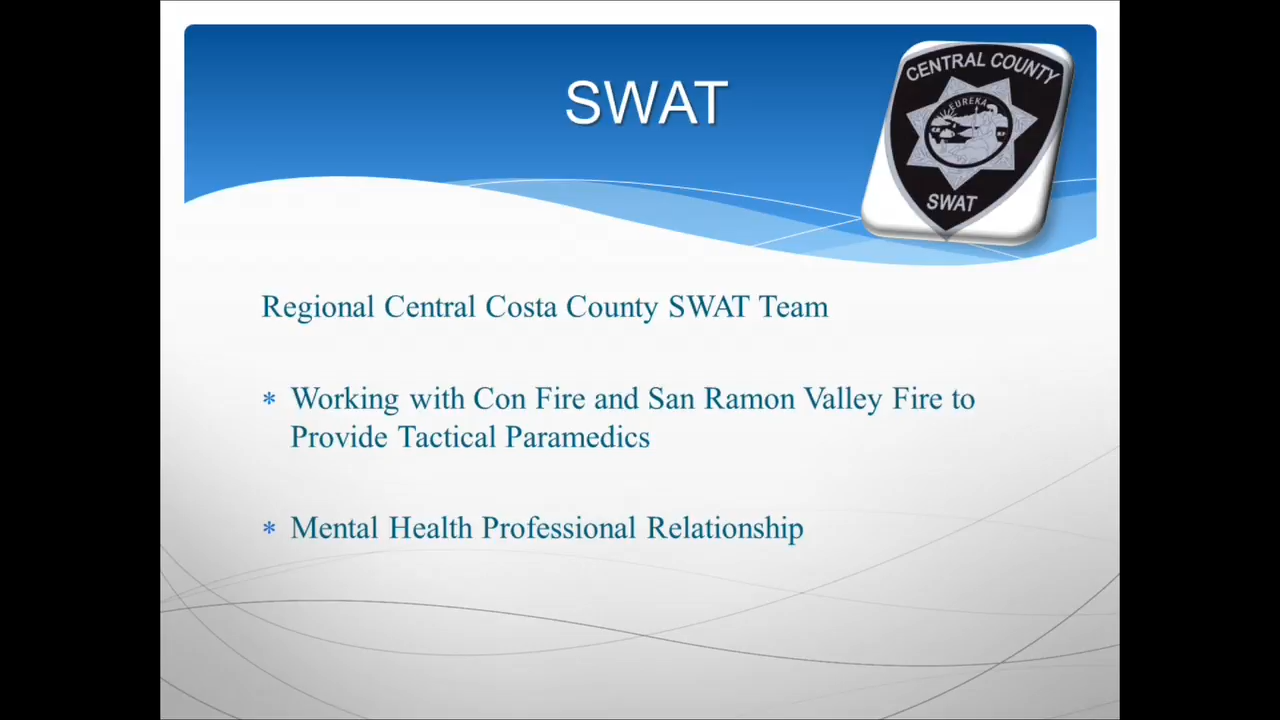 SWAT
CENTRAL COUNTY
EUREKA
SWAT
Regional Central Costa County SWAT Team
* Working with Con Fire and San Ramon Valley Fire to
Provide Tactical Paramedics
* Mental Health Professional Relationship